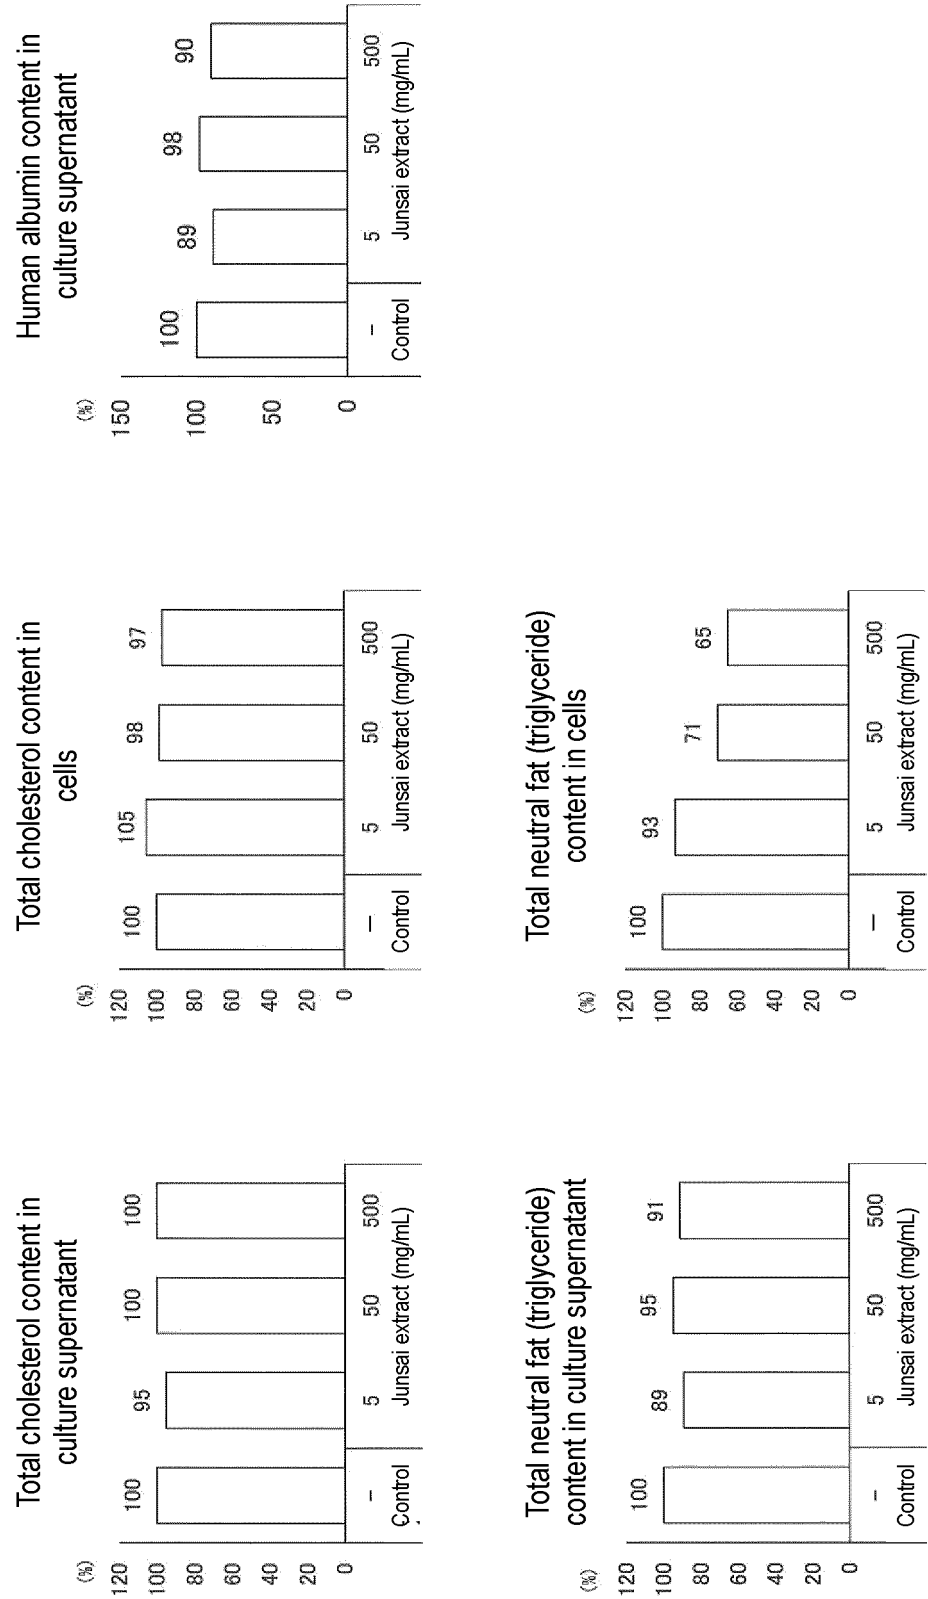 Total cholesterol content in
culture supernatant
(%)
120
100
80
60
40
20
0
100
95
100
100
– 5 50 500
Control Junsai extract (mg/mL)
Total cholesterol content in
cells
(%)
120
100
80
60
40
20
0
100
105
98
97
– 5 50 500
Control Junsai extract (mg/mL)
Human albumin content in
culture supernatant
(%)
150
100
50
0
100
89
98
90
– 5 50 500
Control Junsai extract (mg/mL)
Total neutral fat (triglyceride)
content in culture supernatant
(%)
120
100
80
60
40
20
0
100
89
95
91
– 5 50 500
Control Junsai extract (mg/mL)
Total neutral fat (triglyceride)
content in cells
(%)
120
100
80
60
40
20
0
100
93
71
65
– 5 50 500
Control Junsai extract (mg/mL)